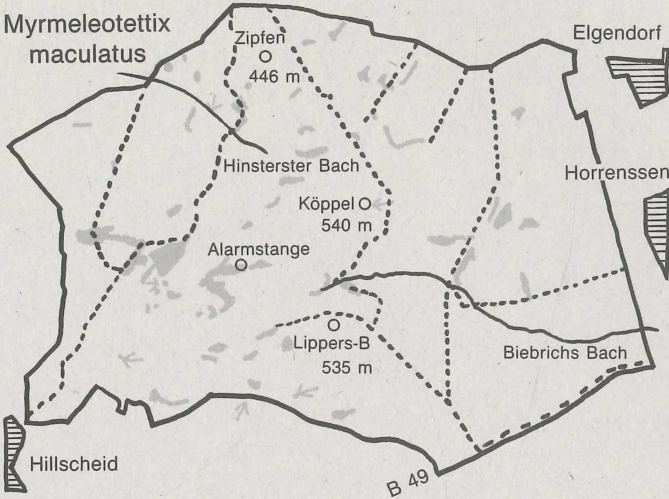 Myrmeleotettix
maculatus
Zipfen
446 m
Elgendorf
Hinsterster Bach
Horrenssen
Köppel
540 m
Alarmstange
Lippers-B
535 m
Biebrichs Bach
Hillscheid
B 49